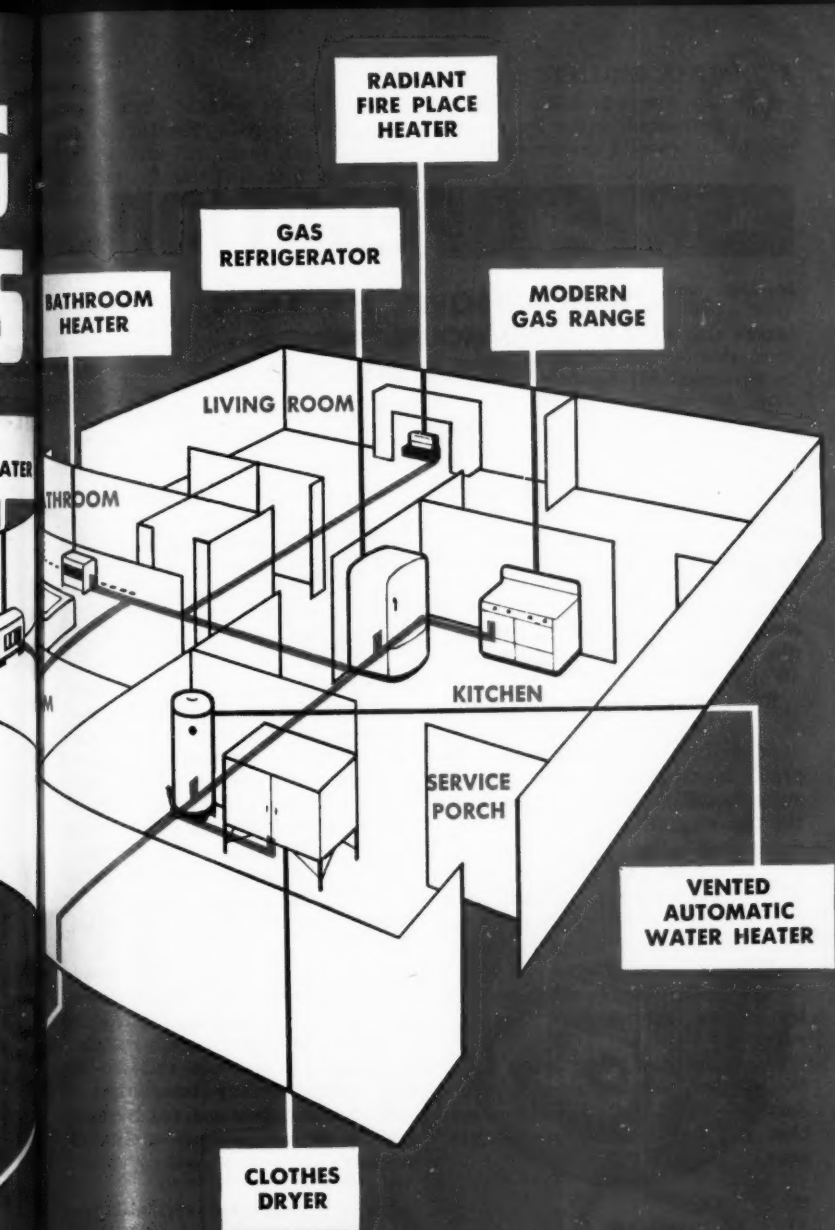 RADIANT
FIRE PLACE
HEATER
GAS
REFRIGERATOR
BATHROOM
HEATER
MODERN
GAS RANGE
LIVING ROOM
KITCHEN
SERVICE
PORCH
VENTED
AUTOMATIC
WATER HEATER
CLOTHES
DRYER